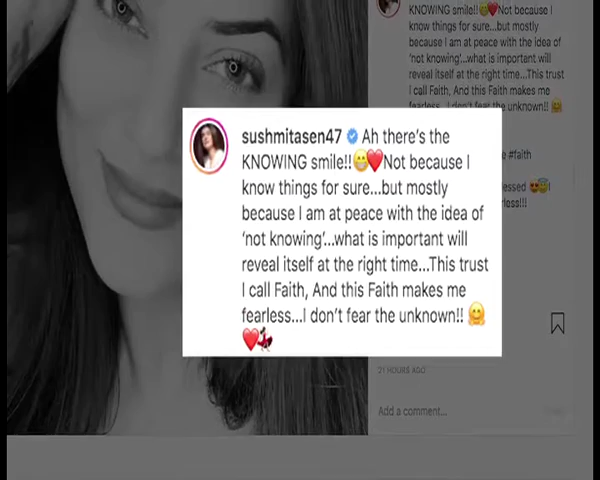 KNOWING smile!!😁❤️Not because I
know things for sure...but mostly
because I am at peace with the idea of
'not knowing'...what is important will
reveal itself at the right time...This trust
I call Faith, And this Faith makes me
fearless...I don't fear the unknown!! 🤗
sushmitasen47 Ah there's the
KNOWING smile!!😁❤️Not because I
know things for sure...but mostly
because I am at peace with the idea of
'not knowing'...what is important will
reveal itself at the right time...This trust
I call Faith, And this Faith makes me
fearless...I don't fear the unknown!! 🤗
❤️💃
#faith
21 HOURS AGO
Add a comment...